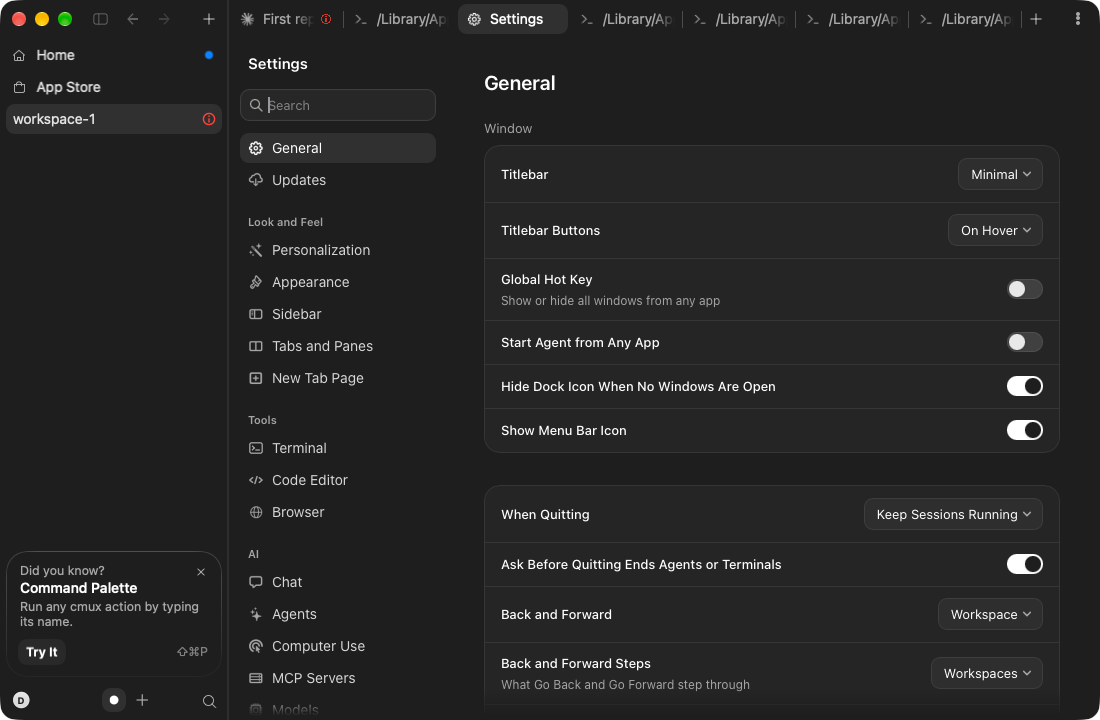 First rep
/Library/Ap
Settings
/Library/Ap
/Library/Ap
/Library/Ap
/Library/Ap
Home
App Store
workspace-1
Did you know?
Command Palette
Run any cmux action by typing
its name.
Try It
⇧⌘P
D
Settings
Search
General
Updates
Look and Feel
Personalization
Appearance
Sidebar
Tabs and Panes
New Tab Page
Tools
Terminal
Code Editor
Browser
AI
Chat
Agents
Computer Use
MCP Servers
Models
General
Window
Titlebar
Minimal
Titlebar Buttons
On Hover
Global Hot Key
Show or hide all windows from any app
Start Agent from Any App
Hide Dock Icon When No Windows Are Open
Show Menu Bar Icon
When Quitting
Keep Sessions Running
Ask Before Quitting Ends Agents or Terminals
Back and Forward
Workspace
Back and Forward Steps
What Go Back and Go Forward step through
Workspaces